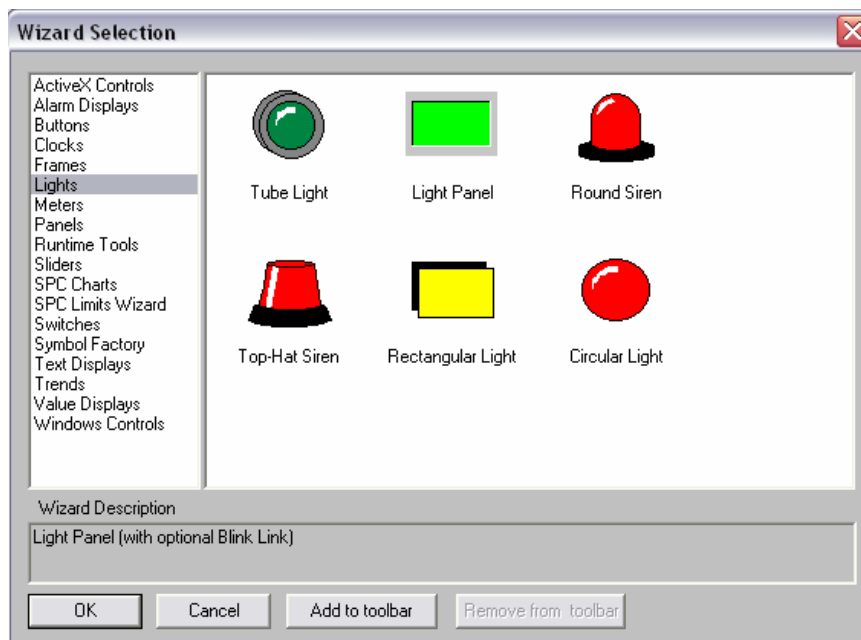 Wizard Selection
ActiveX Controls
Alarm Displays
Buttons
Clocks
Frames
Lights
Meters
Panels
Runtime Tools
Sliders
SPC Charts
SPC Limits Wizard
Switches
Symbol Factory
Text Displays
Trends
Value Displays
Windows Controls
Tube Light Light Panel Round Siren
Top-Hat Siren Rectangular Light Circular Light
Wizard Description
Light Panel (with optional Blink Link)
OK Cancel Add to toolbar Remove from toolbar